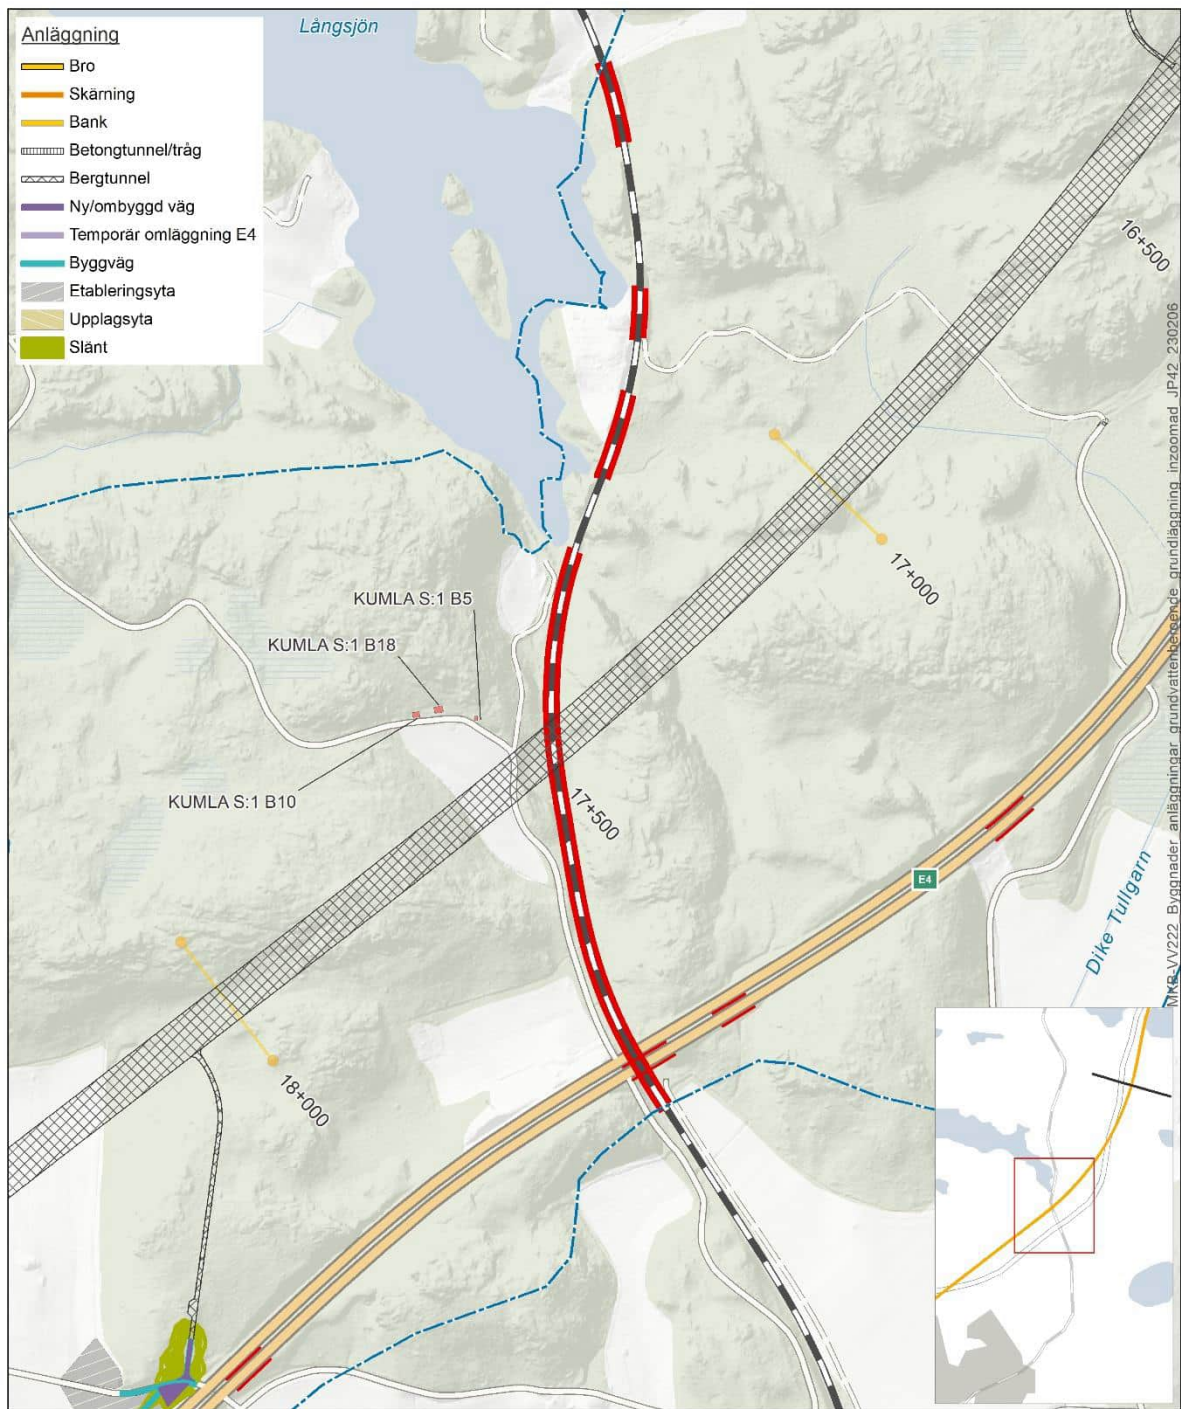 Långsjön
Anläggning
Bro
Skärning
Bank
Betongtunnel/tråg
Bergtunnel
Ny/ombyggd väg
Temporär omläggning E4
Byggväg
Etableringsyta
Upplagsyta
Slänt
16+500
17+000
KUMLA S:1 B5
KUMLA S:1 B18
KUMLA S:1 B10
17+500
E4
Dike Tullgarn
18+000
MKB-VV222_Byggnader_anläggningar_grundvattenberoende_grundläggning_inzoomad_JP42_230206